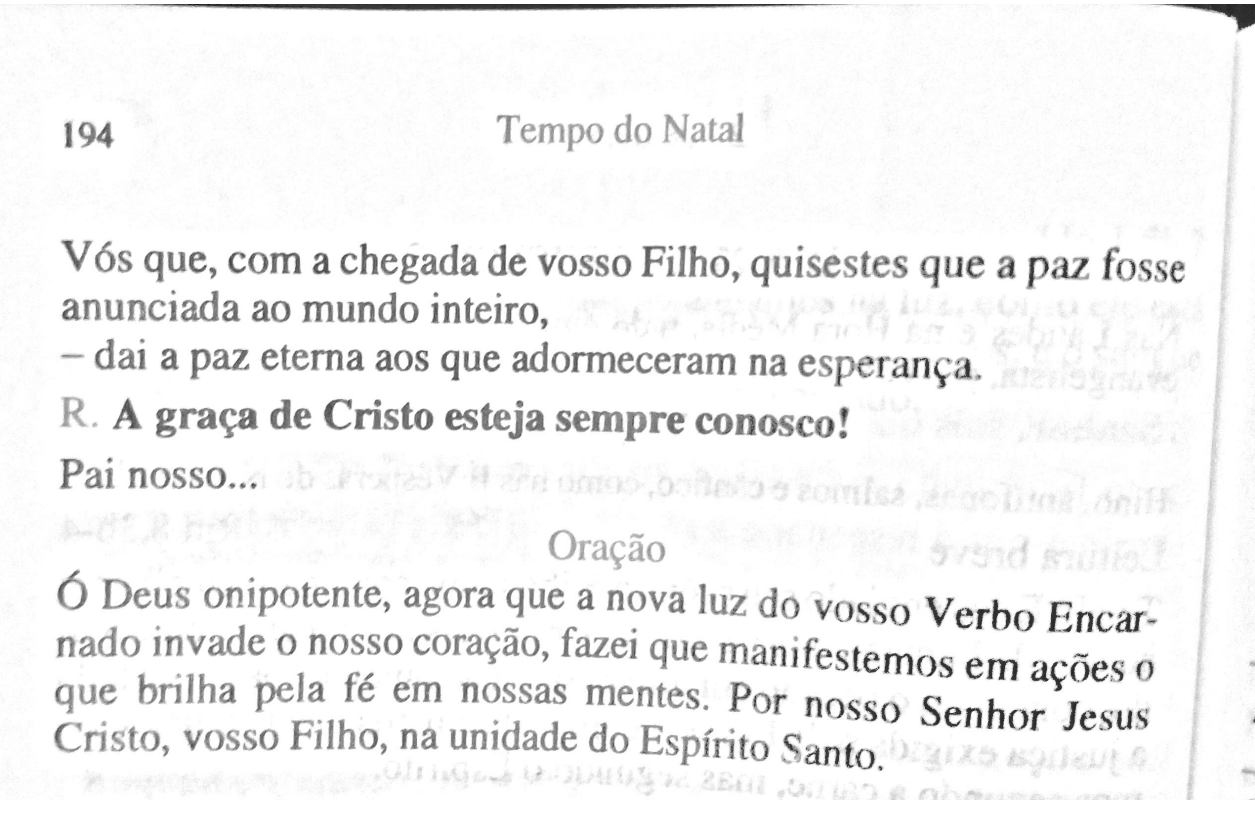 194
Tempo do Natal
Vós que, com a chegada de vosso Filho, quisestes que a paz fosse
anunciada ao mundo inteiro,
– dai a paz eterna aos que adormeceram na esperança.
R. A graça de Cristo esteja sempre conosco!
Pai nosso...
Oração
Ó Deus onipotente, agora que a nova luz do vosso Verbo Encar-
nado invade o nosso coração, fazei que manifestemos em ações o
que brilha pela fé em nossas mentes. Por nosso Senhor Jesus
Cristo, vosso Filho, na unidade do Espírito Santo.